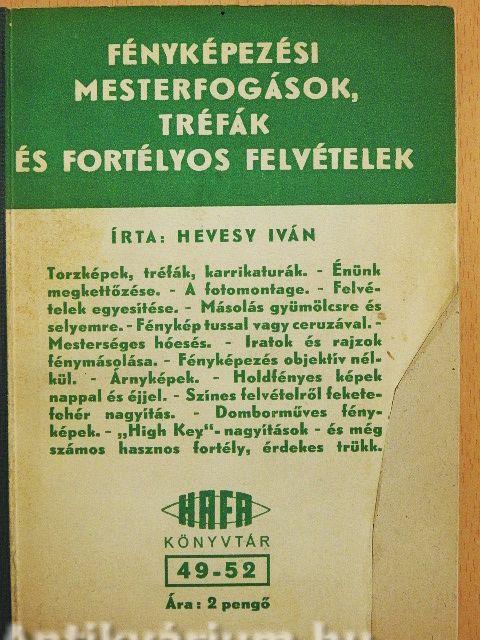 FÉNYKÉPEZÉSI
MESTERFOGÁSOK,
TRÉFÁK
ÉS FORTÉLYOS FELVÉTELEK
ÍRTA: HEVESY IVÁN
Torzképek, tréfák, karrikaturák. - Énünk
megkettőzése. - A fotomontage. - Felvé-
telek egyesítése. - Másolás gyümölcsre és
selyemre. - Fénykép tussal vagy ceruzával. -
Mesterséges hóesés. - Iratok és rajzok
fénymásolása. - Fényképezés objektív nél-
kül. - Árnyképek. - Holdfényes képek
nappal és éjjel. - Színes felvételről fekete-
fehér nagyítás. - Domborműves fény-
képek. - „High Key"- nagyítások - és még
számos hasznos fortély, érdekes trükk.
HAFA
KÖNYVTÁR
49-52
Ára: 2 pengő
Antikvárium.hu